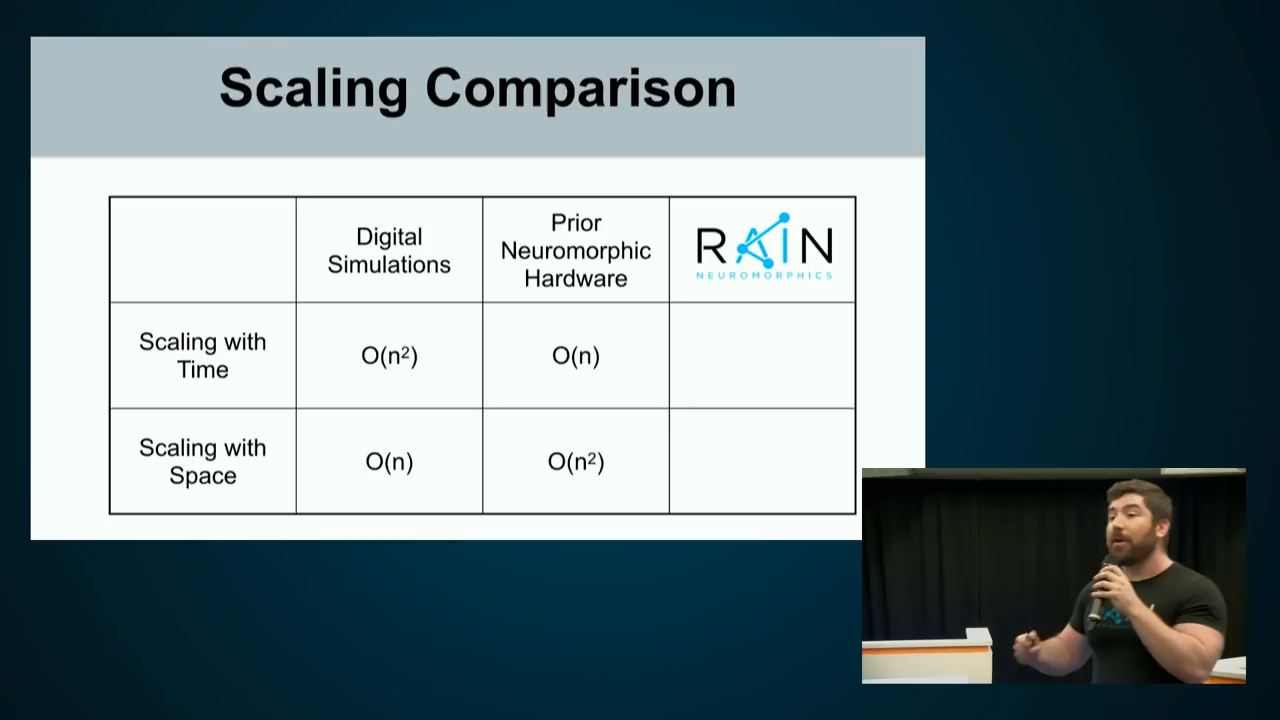 Scaling Comparison
Digital
Simulations
Prior
Neuromorphic
Hardware
RAIN
NEUROMORPHICS
Scaling with
Time
O(n²)
O(n)
Scaling with
Space
O(n)
O(n²)